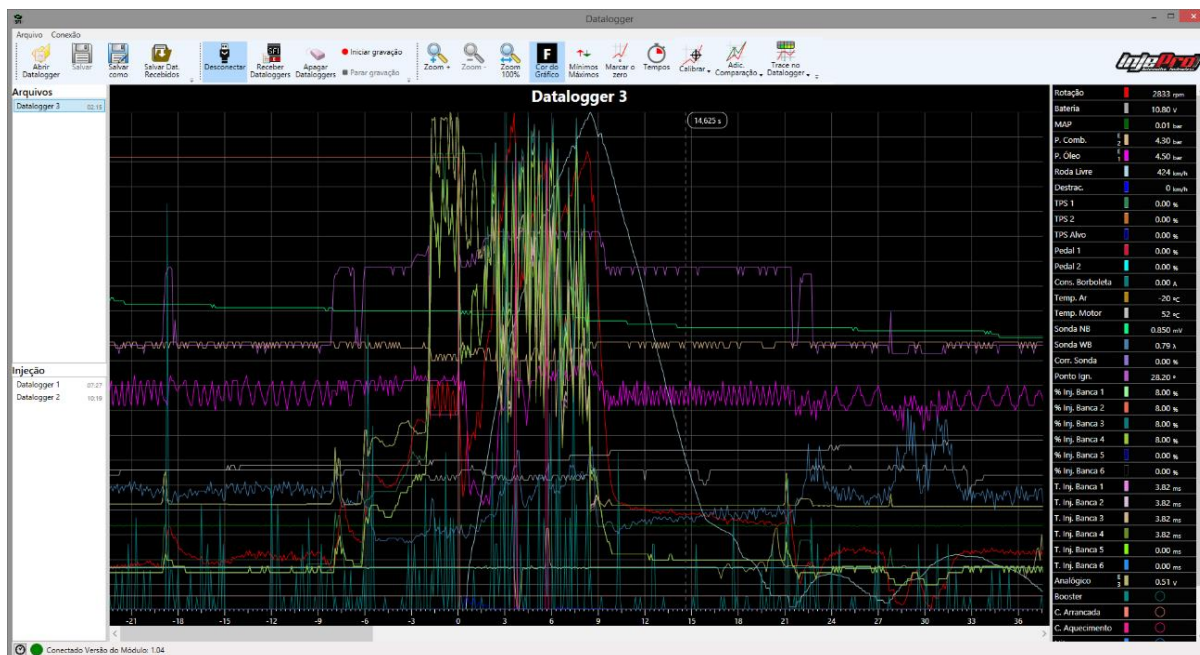 Datalogger
Arquivo Conexão
Abrir Datalogger
Salvar
Salvar como
Salvar Dat. Recebidos
Desconectar
Receber Dataloggers
Apagar Dataloggers
Iniciar gravação
Parar gravação
Zoom +
Zoom -
Zoom 100%
Cor do Gráfico
Mínimos Máximos
Marcar o zero
Tempos
Calibrar
Adic. Comparação
Trace no Datalogger
InjePro
Arquivos
Datalogger 3 02:15
Injeção
Datalogger 1 07:27
Datalogger 2 10:19
Datalogger 3
14,625 s
-21 -18 -15 -12 -9 -6 -3 0 3 6 9 12 15 18 21 24 27 30 33 36
Rotação 2833 rpm
Bateria 10.80 V
MAP 0.01 bar
P. Comb. E 2 4.30 bar
P. Óleo E 1 4.50 bar
Roda Livre 424 km/h
Destrac. 0 km/h
TPS 1 0.00 %
TPS 2 0.00 %
TPS Alvo 0.00 %
Pedal 1 0.00 %
Pedal 2 0.00 %
Cons. Borboleta 0.00 A
Temp. Ar -20 ºC
Temp. Motor 52 ºC
Sonda NB 0.850 mV
Sonda WB 0.79 λ
Corr. Sonda 0.00 %
Ponto Ign. 28.20 º
% Inj. Banca 1 8.00 %
% Inj. Banca 2 8.00 %
% Inj. Banca 3 8.00 %
% Inj. Banca 4 8.00 %
% Inj. Banca 5 0.00 %
% Inj. Banca 6 0.00 %
T. Inj. Banca 1 3.82 ms
T. Inj. Banca 2 3.82 ms
T. Inj. Banca 3 3.82 ms
T. Inj. Banca 4 3.82 ms
T. Inj. Banca 5 0.00 ms
T. Inj. Banca 6 0.00 ms
Analógico E 3 0.51 V
Booster
C. Arrancada
C. Aquecimento
Conectado Versão do Módulo: 1.04